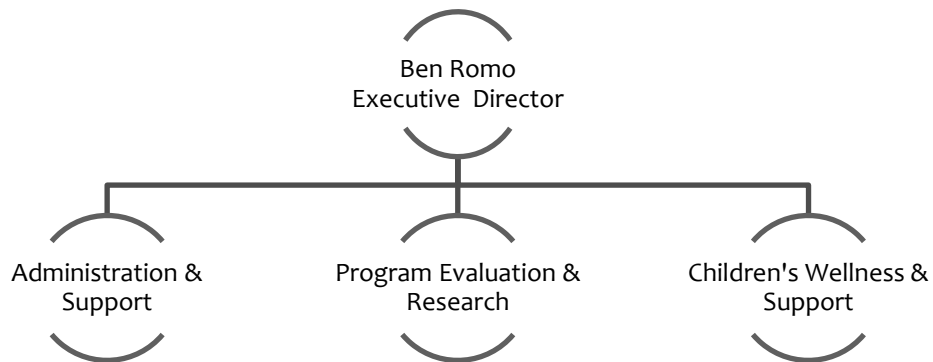 Ben Romo
Executive Director
Administration &
Support
Program Evaluation &
Research
Children's Wellness &
Support